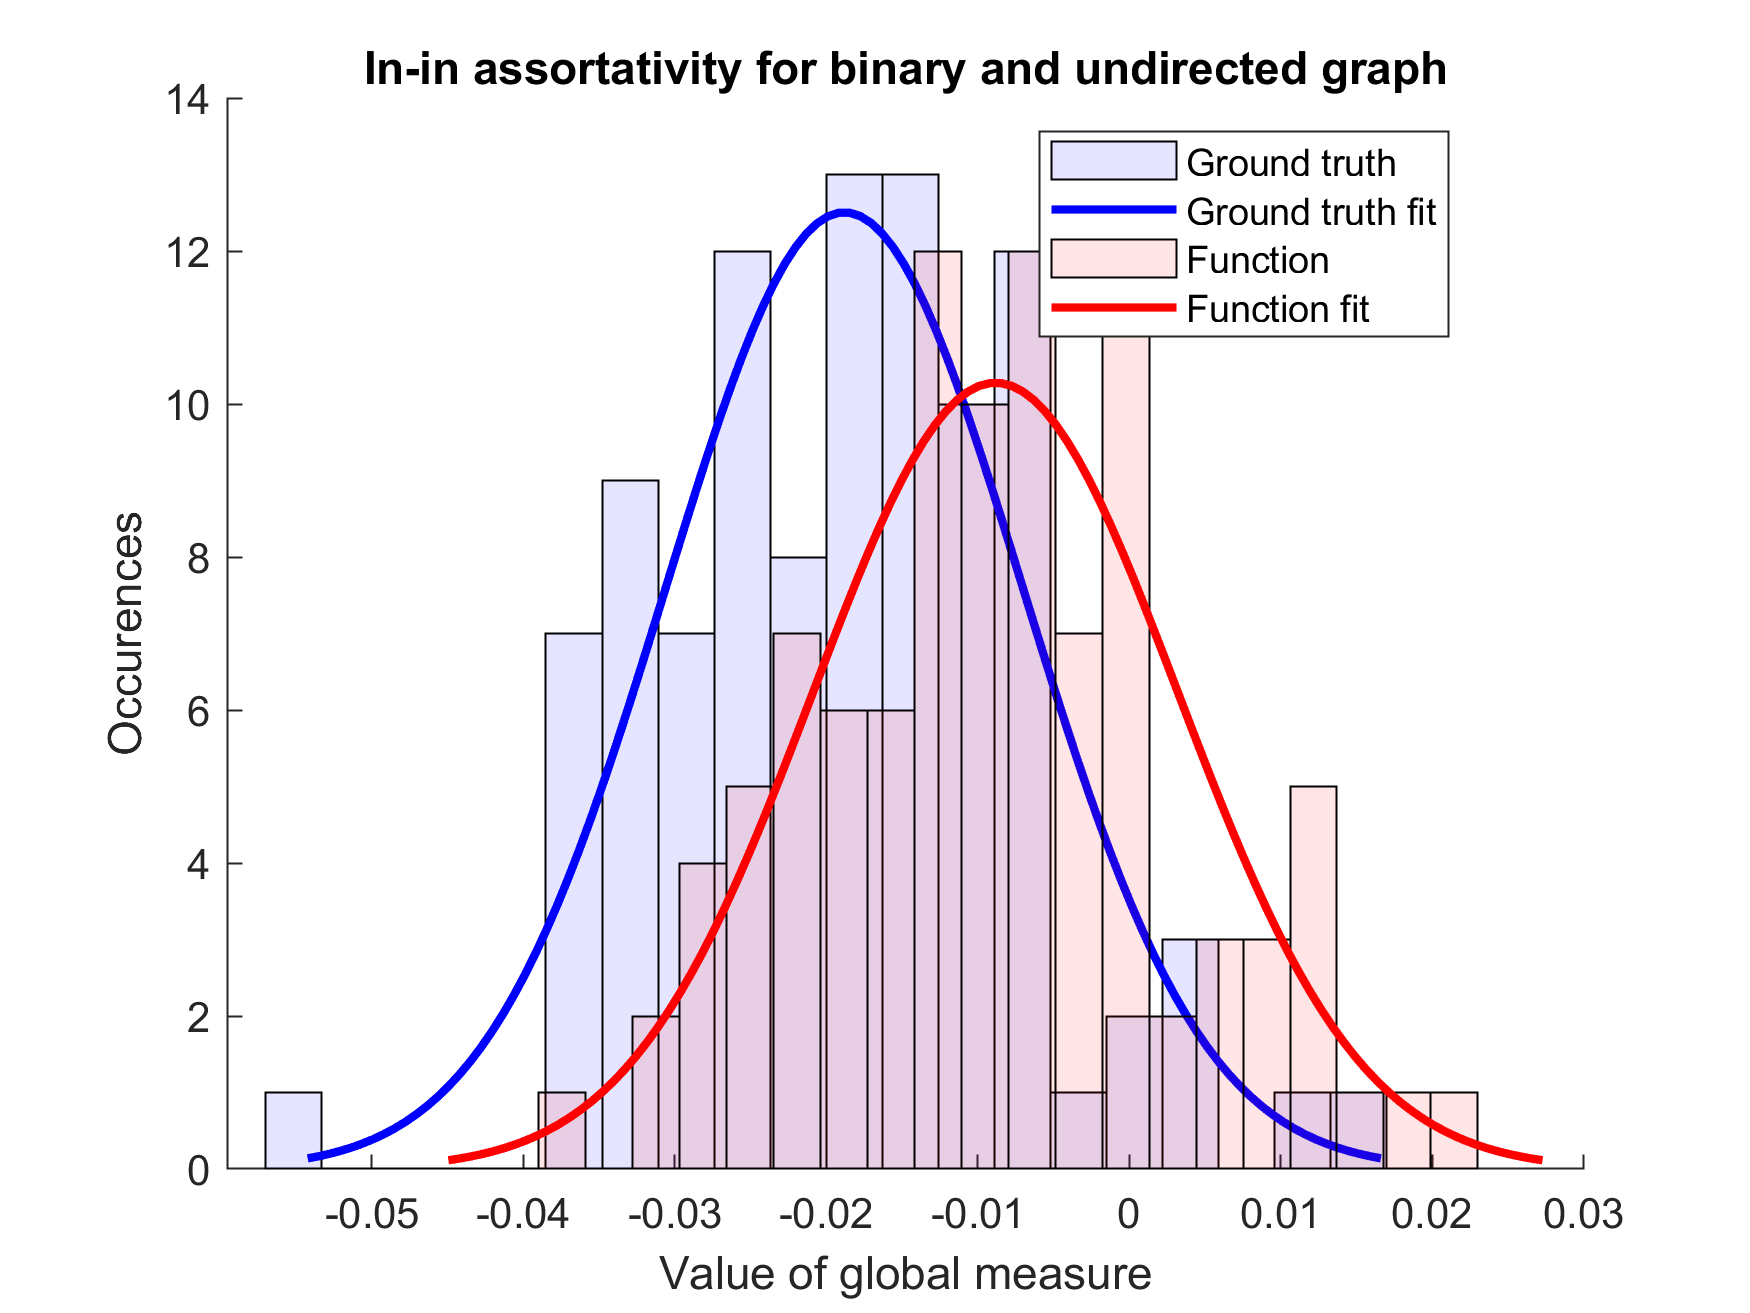 In-in assortativity for binary and undirected graph
14
12
10
8
6
4
2
0
Occurences
Ground truth
Ground truth fit
Function
Function fit
-0.05 -0.04 -0.03 -0.02 -0.01 0 0.01 0.02 0.03
Value of global measure